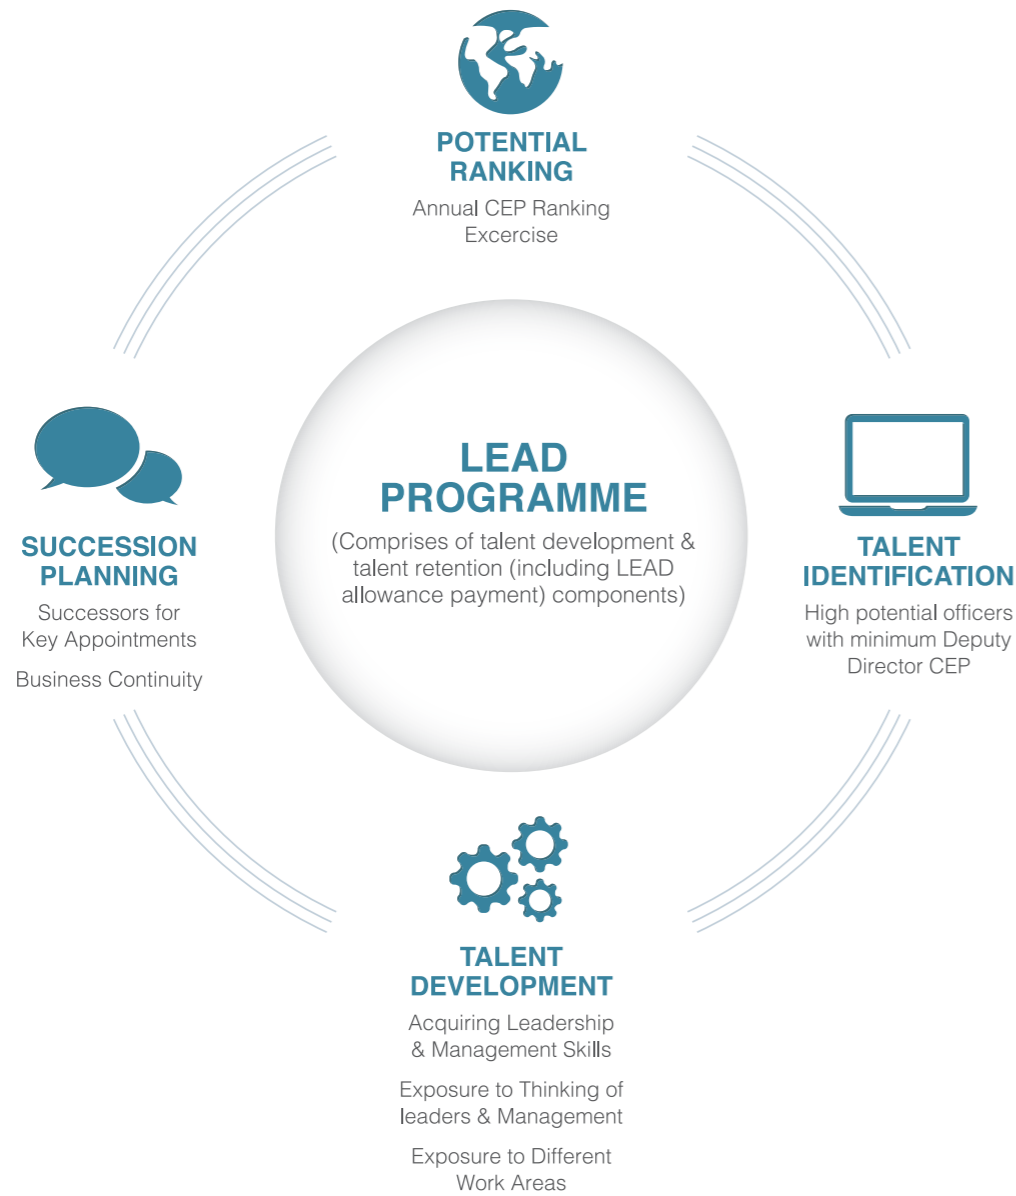 POTENTIAL
RANKING
Annual CEP Ranking
Excercise
LEAD
PROGRAMME
(Comprises of talent development &
talent retention (including LEAD
allowance payment) components)
SUCCESSION
PLANNING
Successors for
Key Appointments
Business Continuity
TALENT
IDENTIFICATION
High potential officers
with minimum Deputy
Director CEP
TALENT
DEVELOPMENT
Acquiring Leadership
& Management Skills
Exposure to Thinking of
leaders & Management
Exposure to Different
Work Areas